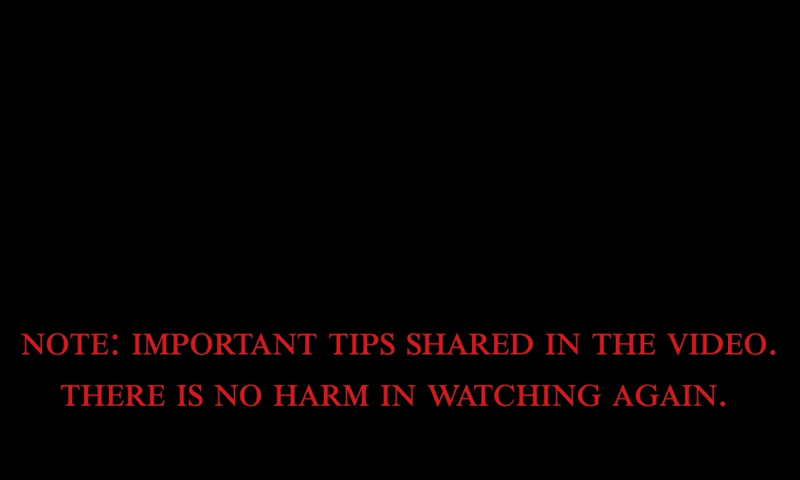 NOTE: IMPORTANT TIPS SHARED IN THE VIDEO.
THERE IS NO HARM IN WATCHING AGAIN.